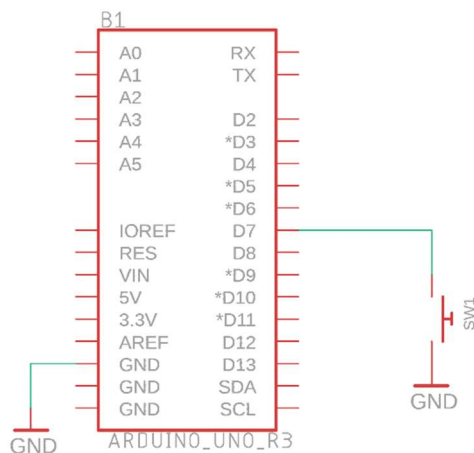 B1
A0
A1
A2
A3
A4
A5
IOREF
RES
VIN
5V
3.3V
AREF
GND
GND
GND
RX
TX
D2
*D3
D4
*D5
*D6
D7
D8
*D9
*D10
*D11
D12
D13
SDA
SCL
ARDUINO_UNO_R3
GND
SW1
GND